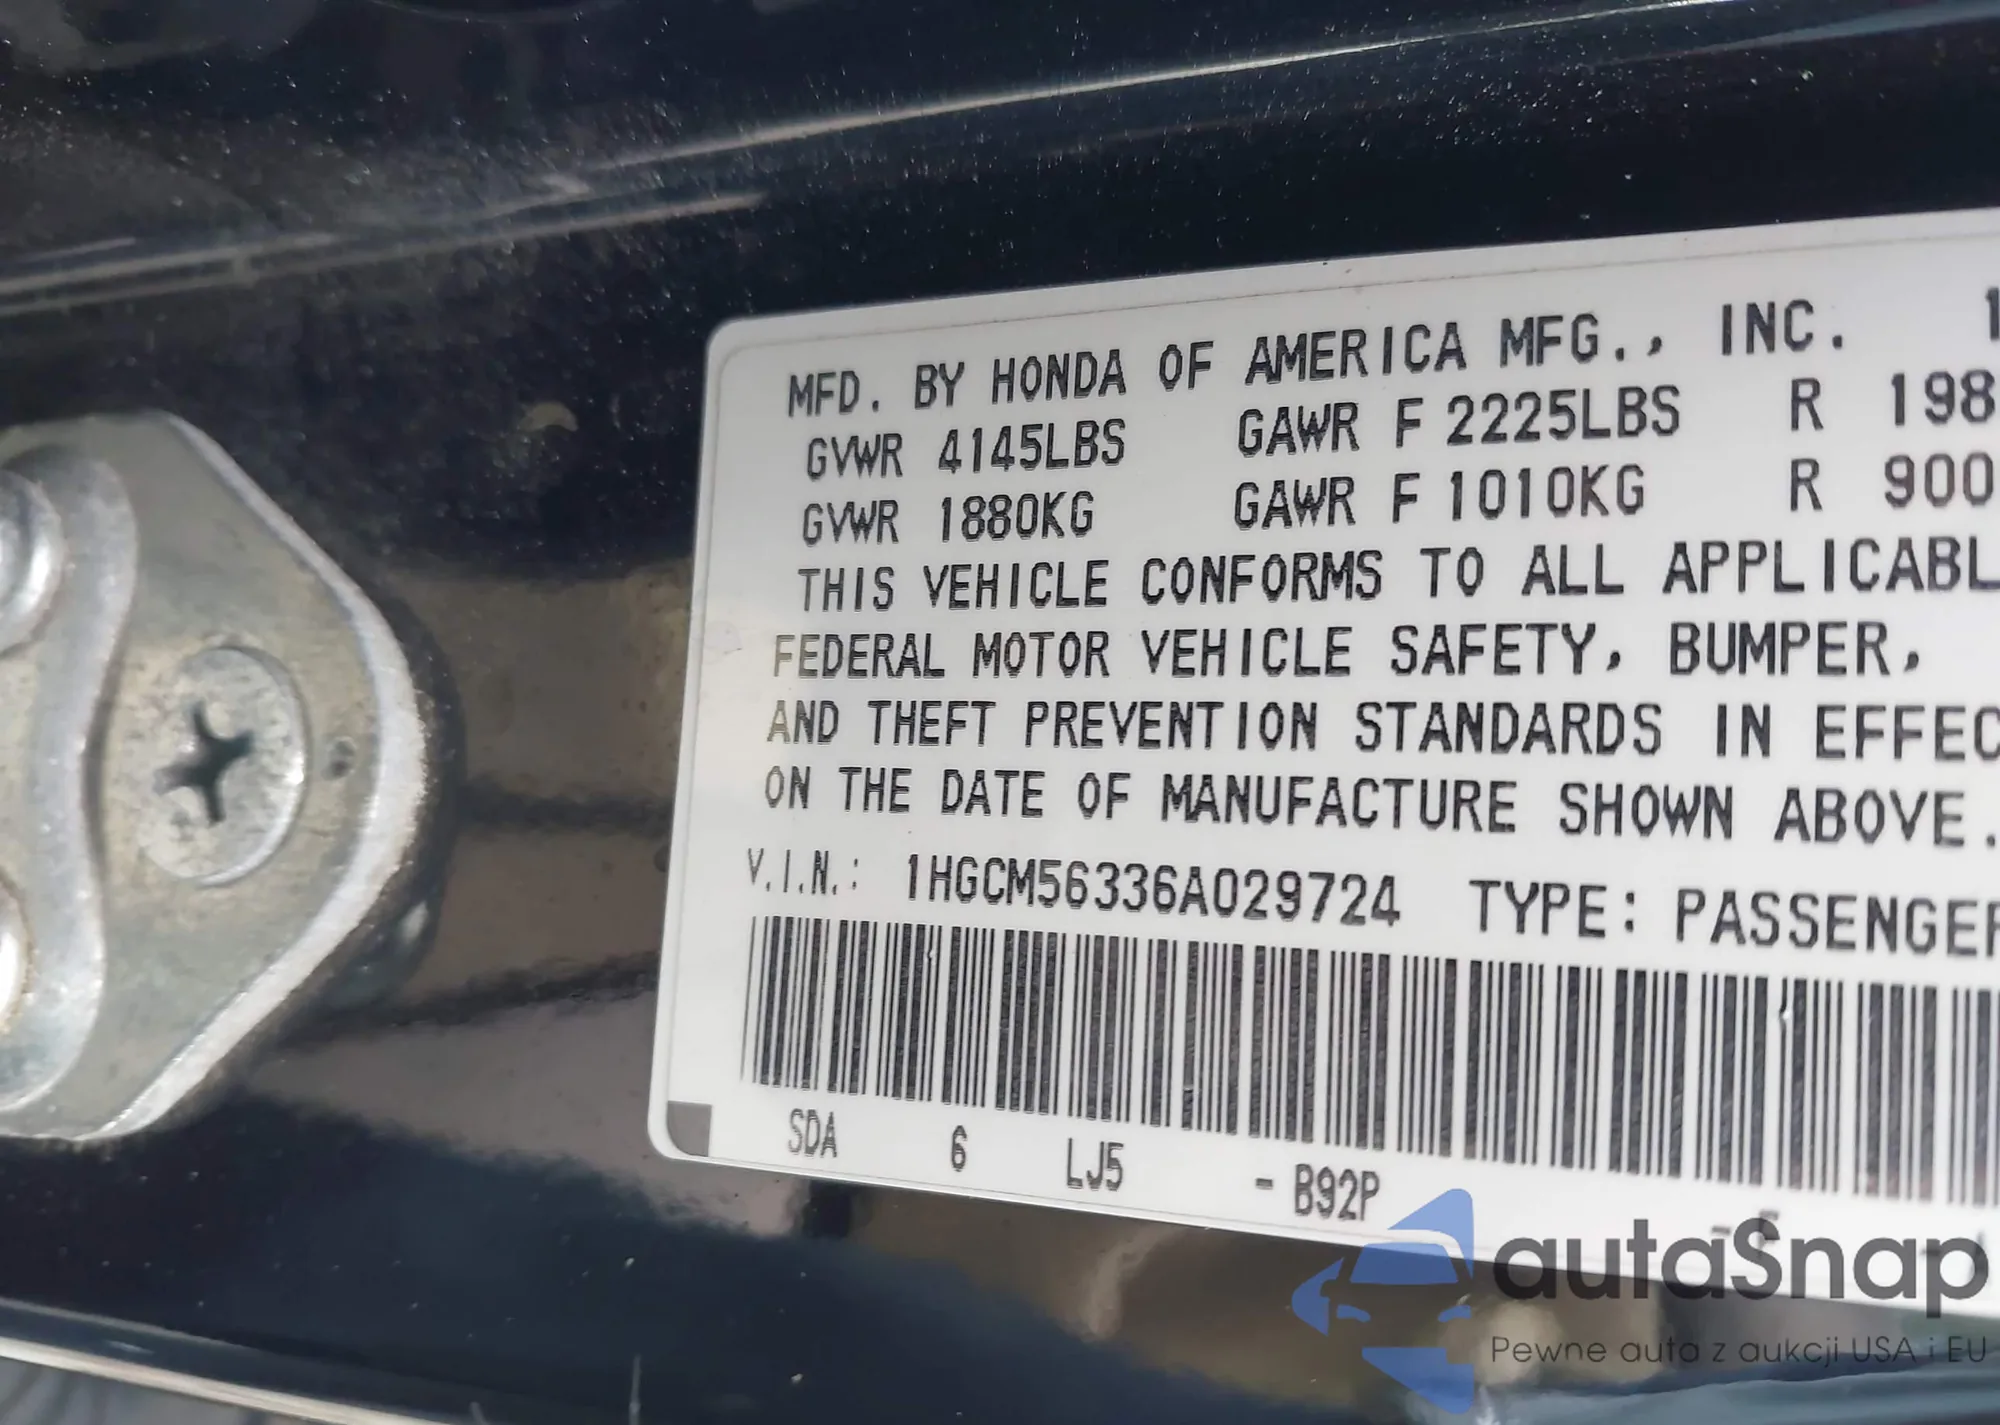 MFD. BY HONDA OF AMERICA MFG., INC. 1
GVWR 4145LBS GAWR F 2225LBS R 198
GVWR 1880KG GAWR F 1010KG R 900
THIS VEHICLE CONFORMS TO ALL APPLICABL
FEDERAL MOTOR VEHICLE SAFETY, BUMPER,
AND THEFT PREVENTION STANDARDS IN EFFEC
ON THE DATE OF MANUFACTURE SHOWN ABOVE.
V.I.N.: 1HGCM56336A029724 TYPE: PASSENGER
SDA 6 LJ5 - B92P
autaSnap
Pewne auta z aukcji USA i EU